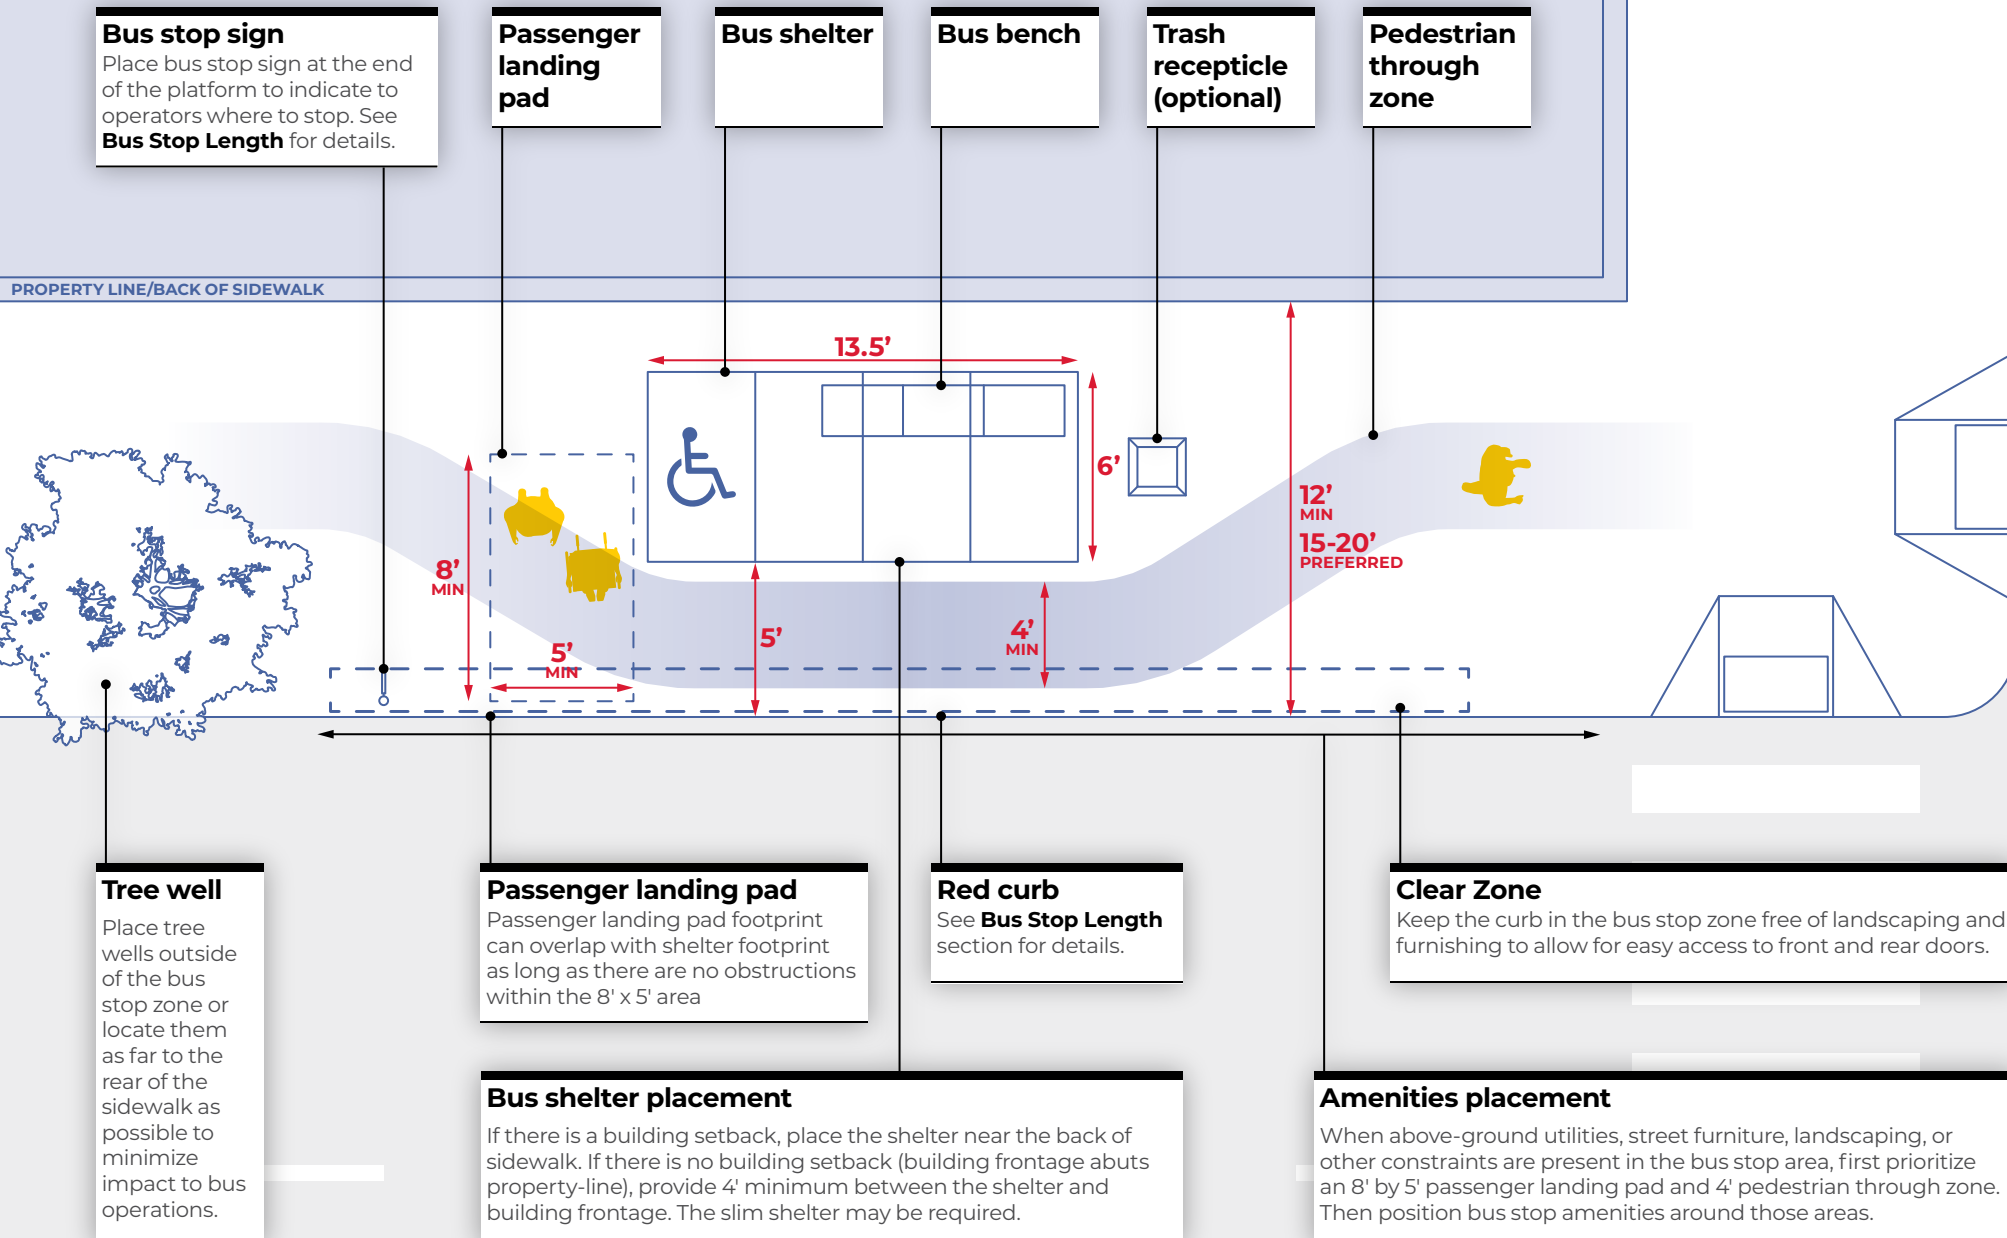 Bus stop sign
Place bus stop sign at the end
of the platform to indicate to
operators where to stop. See
Bus Stop Length for details.
Passenger
landing
pad
Bus shelter
Bus bench
Trash
recepticle
(optional)
Pedestrian
through
zone
PROPERTY LINE/BACK OF SIDEWALK
13.5’
6’
12’
MIN
15-20’
PREFERRED
8’
MIN
5’
MIN
5’
4’
MIN
Tree well
Place tree
wells outside
of the bus
stop zone or
locate them
as far to the
rear of the
sidewalk as
possible to
minimize
impact to bus
operations.
Passenger landing pad
Passenger landing pad footprint
can overlap with shelter footprint
as long as there are no obstructions
within the 8' x 5' area
Red curb
See Bus Stop Length
section for details.
Clear Zone
Keep the curb in the bus stop zone free of landscaping and
furnishing to allow for easy access to front and rear doors.
Bus shelter placement
If there is a building setback, place the shelter near the back of
sidewalk. If there is no building setback (building frontage abuts
property-line), provide 4' minimum between the shelter and
building frontage. The slim shelter may be required.
Amenities placement
When above-ground utilities, street furniture, landscaping, or
other constraints are present in the bus stop area, first prioritize
an 8' by 5' passenger landing pad and 4' pedestrian through zone.
Then position bus stop amenities around those areas.